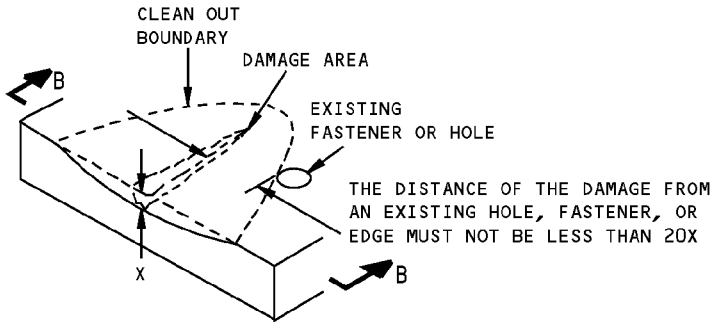 CLEAN OUT
BOUNDARY
DAMAGE AREA
B
EXISTING
FASTENER OR HOLE
THE DISTANCE OF THE DAMAGE FROM
AN EXISTING HOLE, FASTENER, OR
EDGE MUST NOT BE LESS THAN 20X
X
B